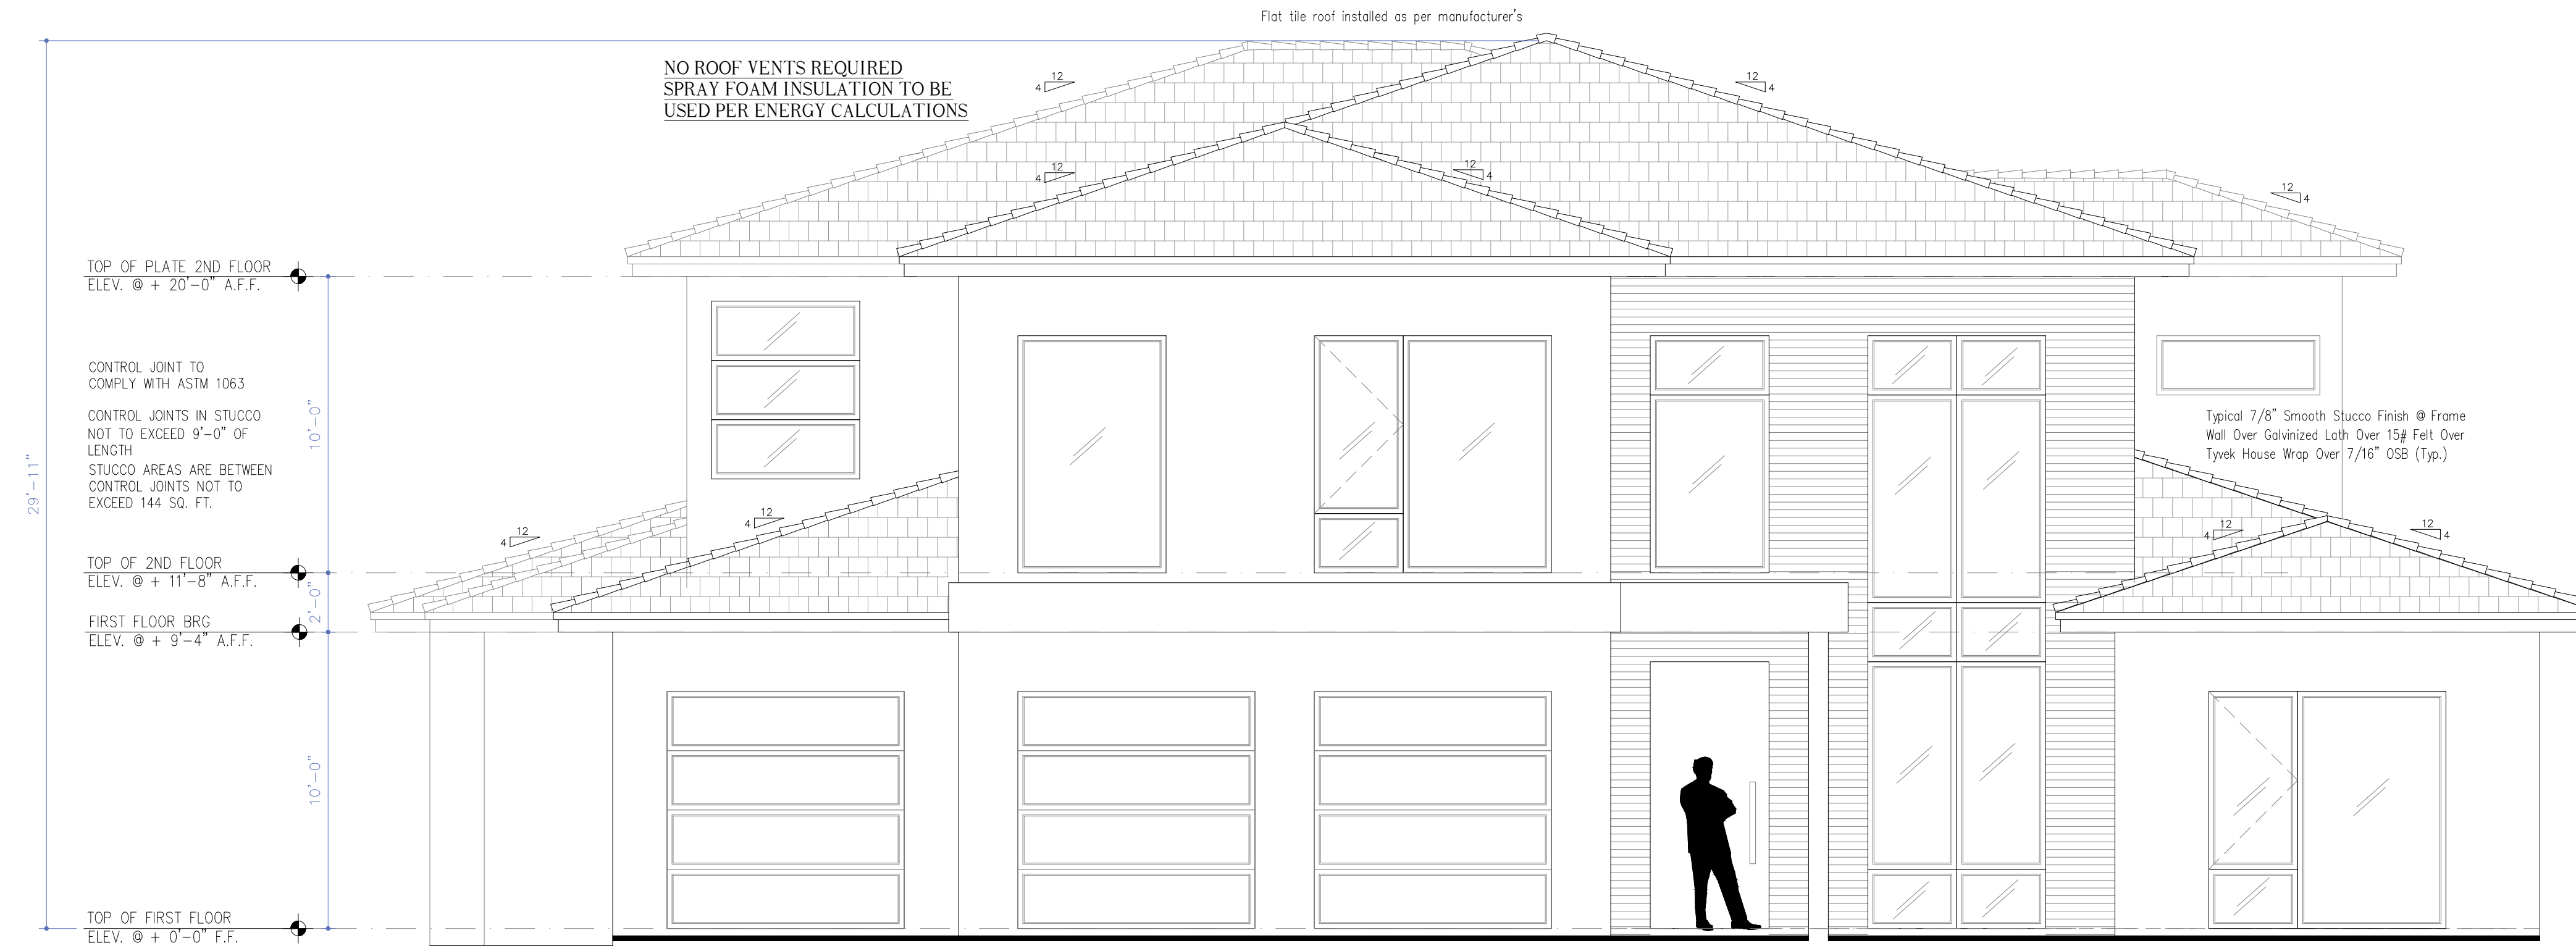 Flat tile roof installed as per manufacturer's
NO ROOF VENTS REQUIRED
SPRAY FOAM INSULATION TO BE
USED PER ENERGY CALCULATIONS
12
4
12
4
12
4
12
4
12
4
TOP OF PLATE 2ND FLOOR
ELEV. @ + 20'-0" A.F.F.
CONTROL JOINT TO
COMPLY WITH ASTM 1063
CONTROL JOINTS IN STUCCO
NOT TO EXCEED 9'-0" OF
LENGTH
STUCCO AREAS ARE BETWEEN
CONTROL JOINTS NOT TO
EXCEED 144 SQ. FT.
10'-0"
29'-11"
Typical 7/8" Smooth Stucco Finish @ Frame
Wall Over Galvinized Lath Over 15# Felt Over
Tyvek House Wrap Over 7/16" OSB (Typ.)
12
4
12
4
12
4
12
4
TOP OF 2ND FLOOR
ELEV. @ + 11'-8" A.F.F.
2'-0"
FIRST FLOOR BRG
ELEV. @ + 9'-4" A.F.F.
10'-0"
TOP OF FIRST FLOOR
ELEV. @ + 0'-0" F.F.